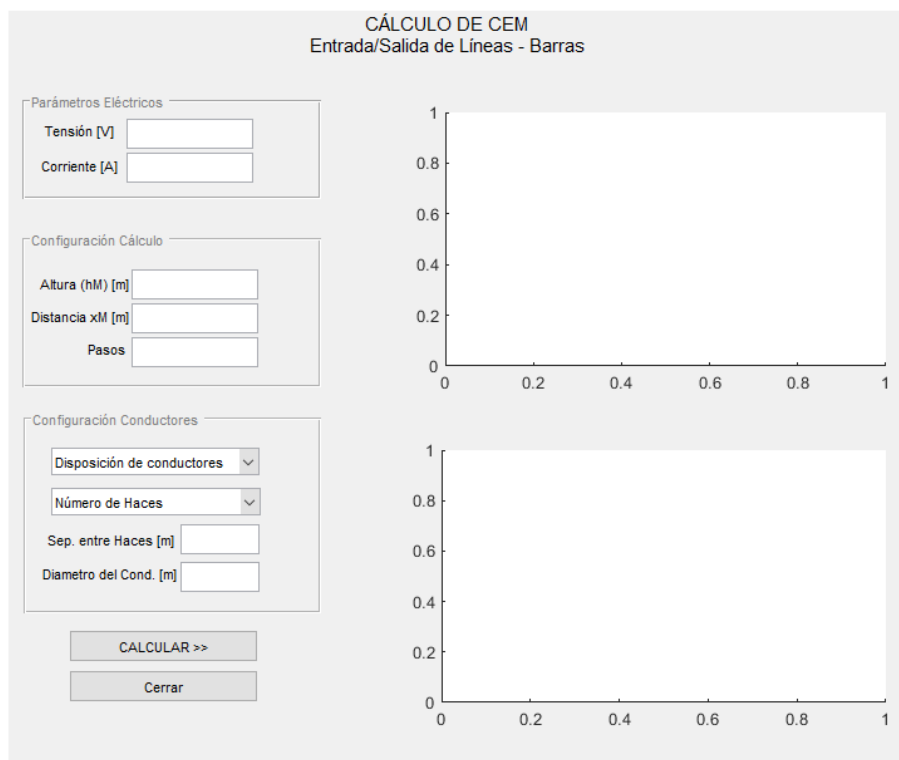 CÁLCULO DE CEM
Entrada/Salida de Líneas - Barras
Parámetros Eléctricos
Tensión [V]
Corriente [A]
Configuración Cálculo
Altura (hM) [m]
Distancia xM [m]
Pasos
Configuración Conductores
Disposición de conductores
Número de Haces
Sep. entre Haces [m]
Diametro del Cond. [m]
CALCULAR >>
Cerrar
1
0.8
0.6
0.4
0.2
0
0 0.2 0.4 0.6 0.8 1
1
0.8
0.6
0.4
0.2
0
0 0.2 0.4 0.6 0.8 1